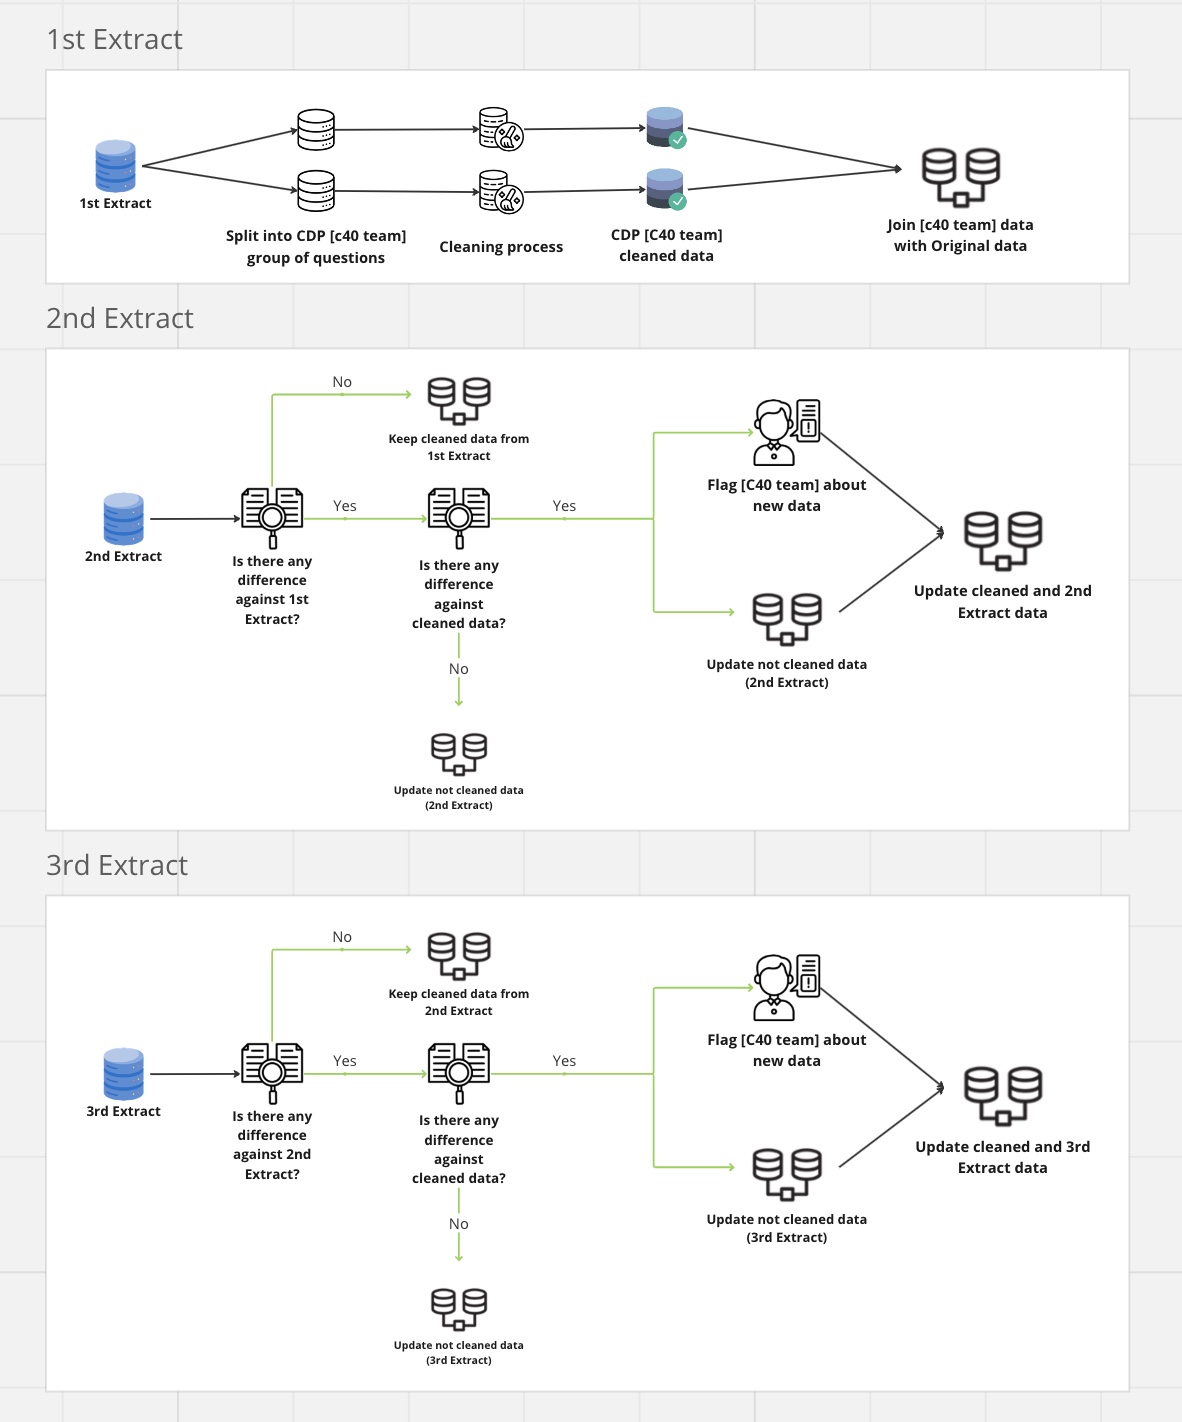 1st Extract
1st Extract
Split into CDP [c40 team]
group of questions
Cleaning process
CDP [C40 team]
cleaned data
Join [c40 team] data
with Original data
2nd Extract
No
Keep cleaned data from
1st Extract
2nd Extract
Yes
Is there any
difference
against 1st
Extract?
Is there any
difference
against
cleaned data?
Yes
No
Update not cleaned data
(2nd Extract)
Flag [C40 team] about
new data
Update not cleaned data
(2nd Extract)
Update cleaned and 2nd
Extract data
3rd Extract
No
Keep cleaned data from
2nd Extract
3rd Extract
Yes
Is there any
difference
against 2nd
Extract?
Is there any
difference
against
cleaned data?
Yes
No
Update not cleaned data
(3rd Extract)
Flag [C40 team] about
new data
Update not cleaned data
(3rd Extract)
Update cleaned and 3rd
Extract data